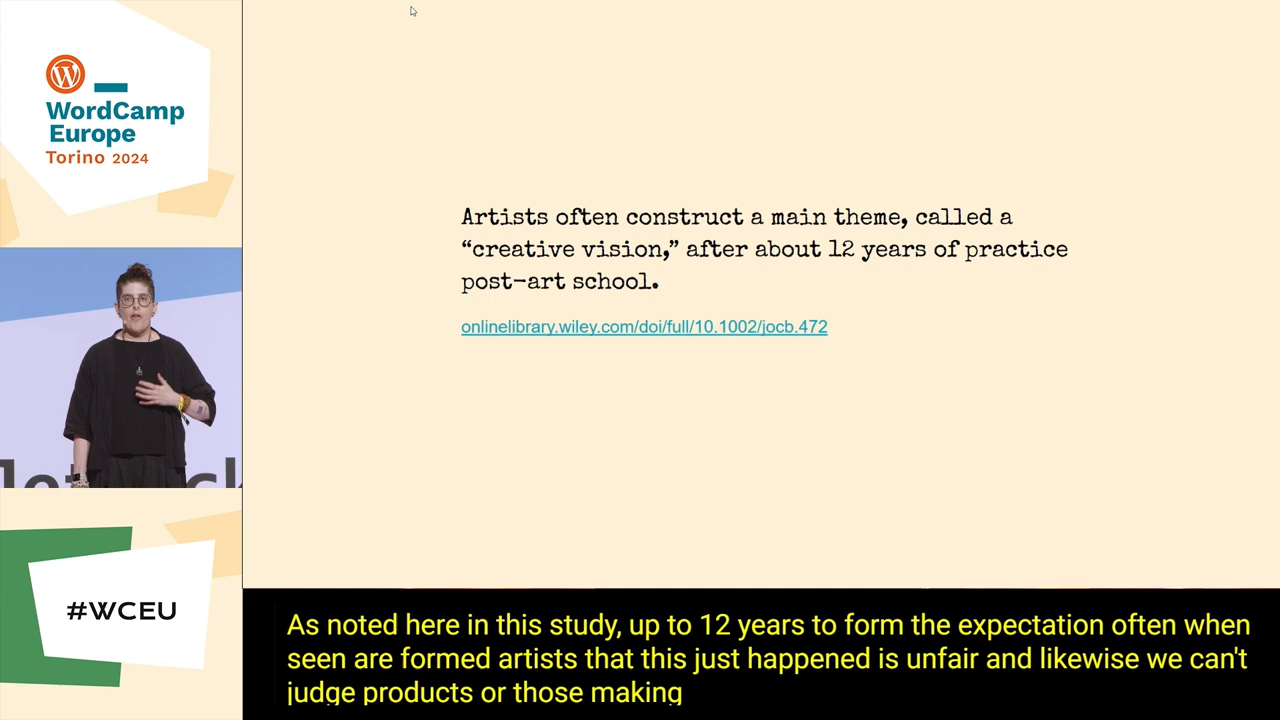 WordCamp
Europe
Torino 2024
Artists often construct a main theme, called a
“creative vision,” after about 12 years of practice
post-art school.
onlinelibrary.wiley.com/doi/full/10.1002/jocb.472
#WCEU
As noted here in this study, up to 12 years to form the expectation often when
seen are formed artists that this just happened is unfair and likewise we can't
judge products or those making